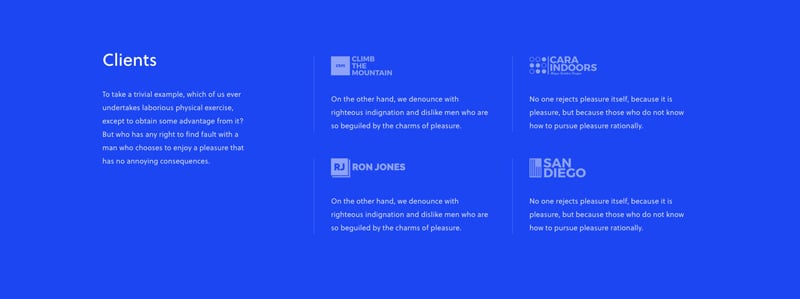 Clients
To take a trivial example, which of us ever
undertakes laborious physical exercise,
except to obtain some advantage from it?
But who has any right to find fault with a
man who chooses to enjoy a pleasure that
has no annoying consequences.
CLIMB
THE
MOUNTAIN
On the other hand, we denounce with
righteous indignation and dislike men who are
so beguiled by the charms of pleasure.
CARA
INDOORS
No one rejects pleasure itself, because it is
pleasure, but because those who do not know
how to pursue pleasure rationally.
RJ RON JONES
On the other hand, we denounce with
righteous indignation and dislike men who are
so beguiled by the charms of pleasure.
SAN
DIEGO
No one rejects pleasure itself, because it is
pleasure, but because those who do not know
how to pursue pleasure rationally.